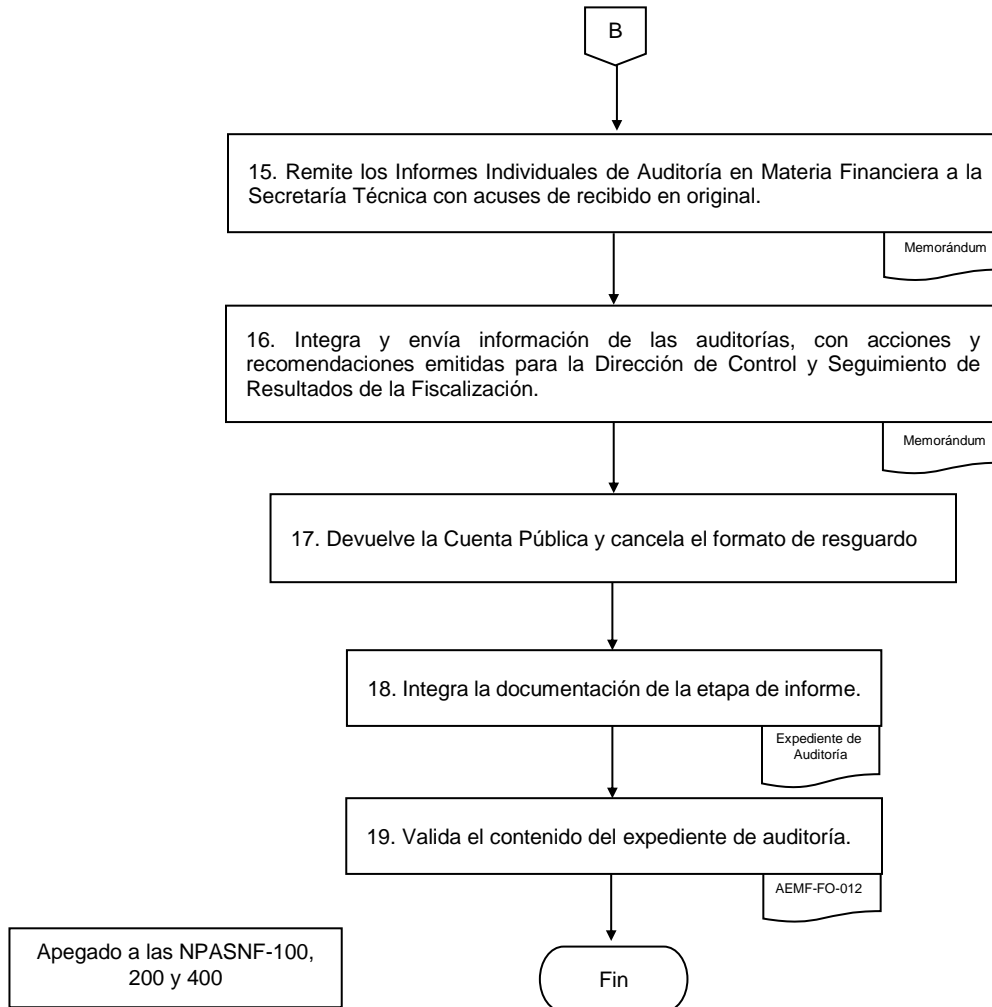 B
15. Remite los Informes Individuales de Auditoría en Materia Financiera a la
Secretaría Técnica con acuses de recibido en original.
Memorándum
16. Integra y envía información de las auditorías, con acciones y
recomendaciones emitidas para la Dirección de Control y Seguimiento de
Resultados de la Fiscalización.
Memorándum
17. Devuelve la Cuenta Pública y cancela el formato de resguardo
18. Integra la documentación de la etapa de informe.
Expediente de
Auditoría
19. Valida el contenido del expediente de auditoría.
AEMF-FO-012
Apegado a las NPASNF-100,
200 y 400
Fin